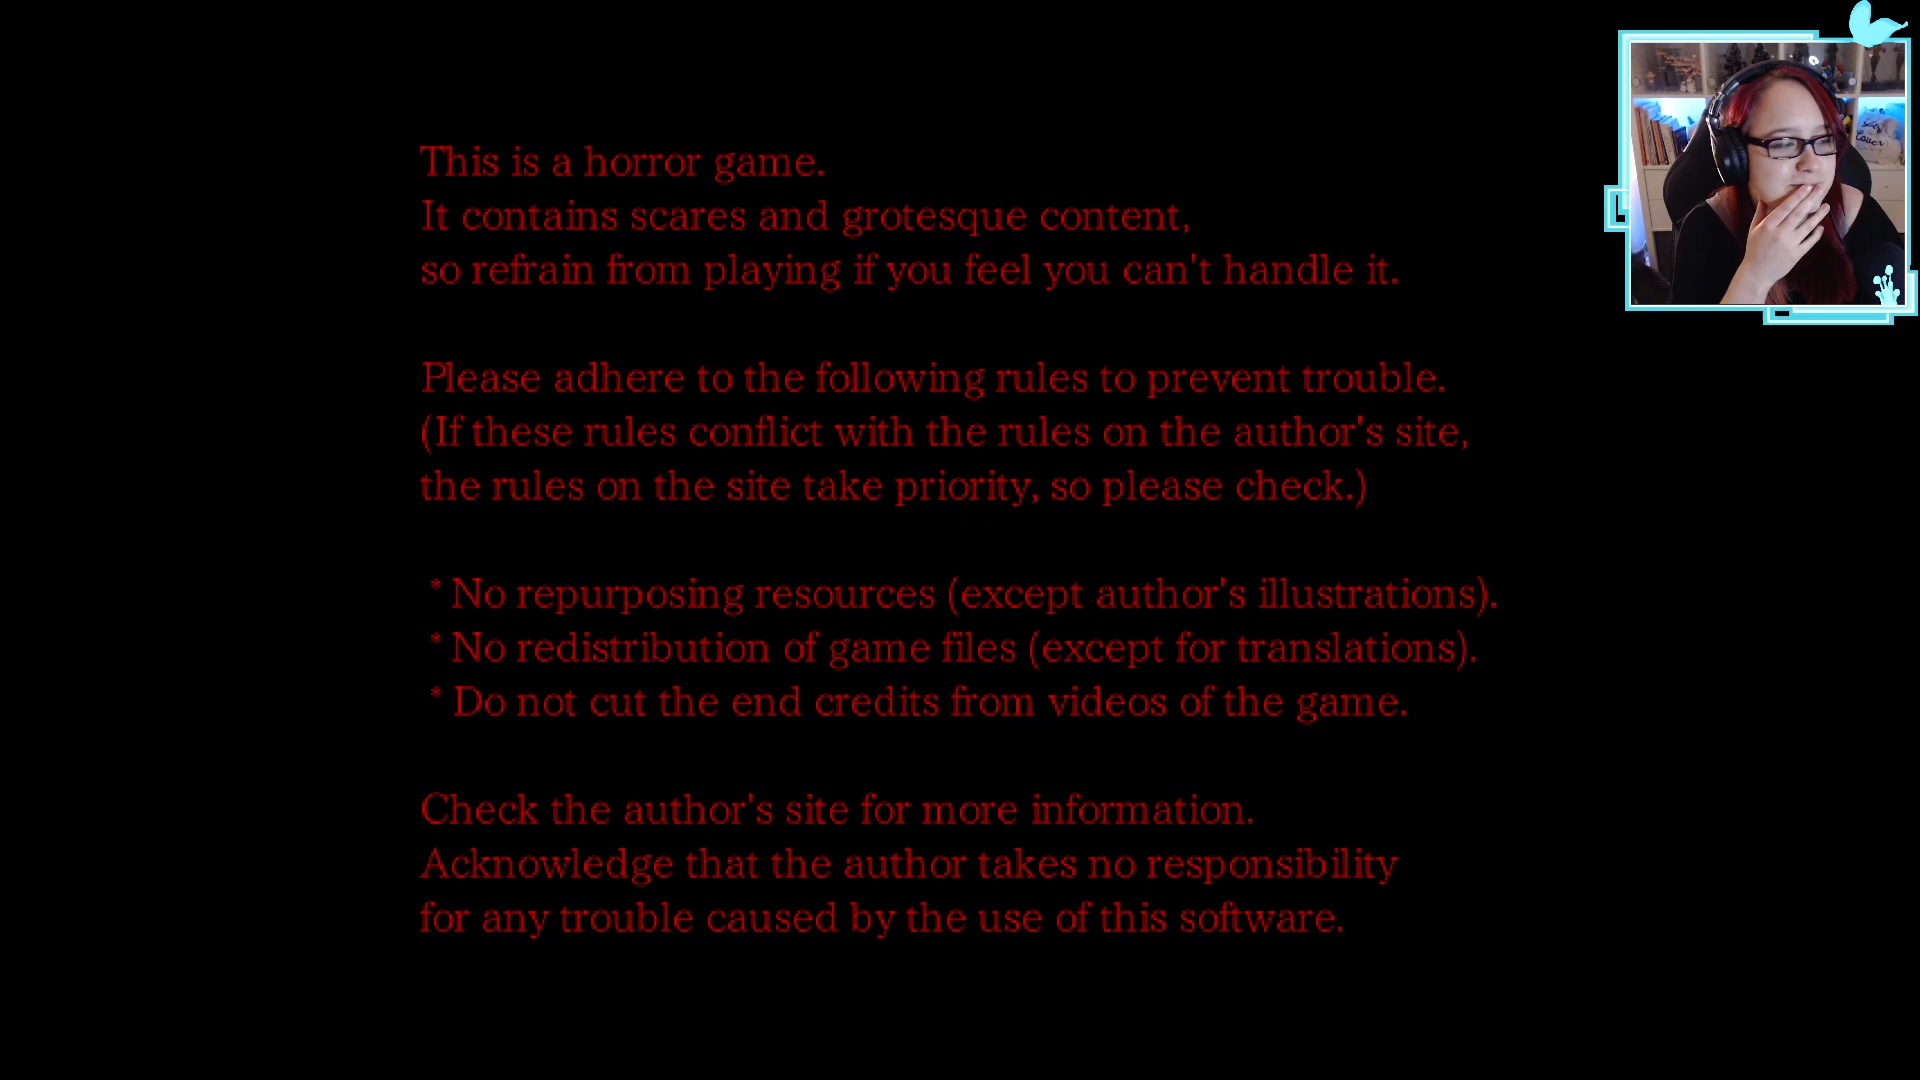 This is a horror game.
It contains scares and grotesque content,
so refrain from playing if you feel you can't handle it.
Please adhere to the following rules to prevent trouble.
(If these rules conflict with the rules on the author's site,
the rules on the site take priority, so please check.)
* No repurposing resources (except author's illustrations).
* No redistribution of game files (except for translations).
* Do not cut the end credits from videos of the game.
Check the author's site for more information.
Acknowledge that the author takes no responsibility
for any trouble caused by the use of this software.